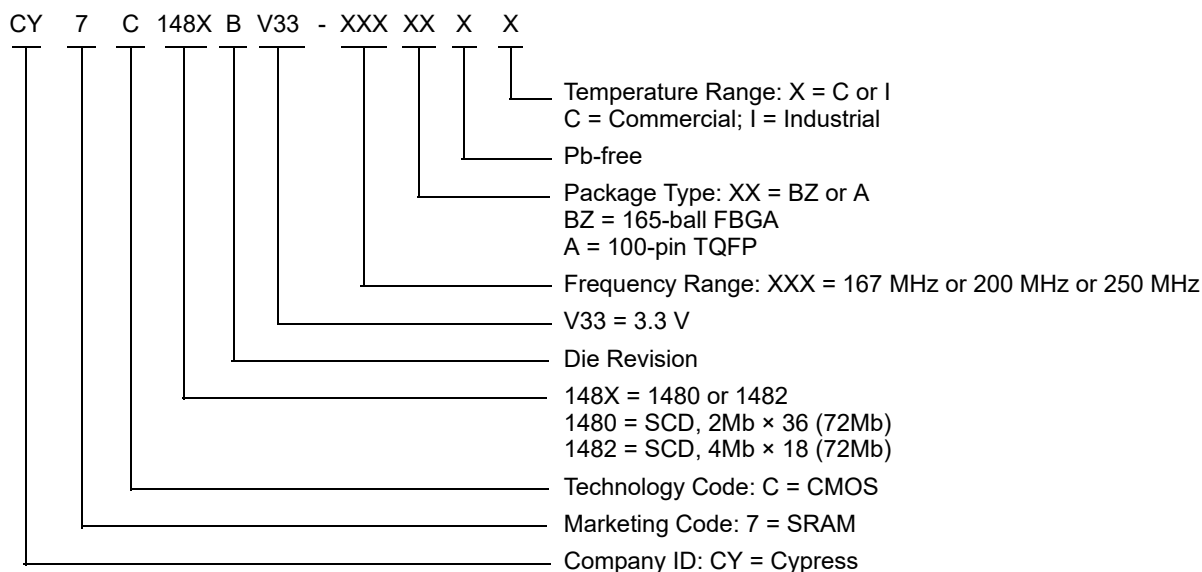 CY 7 C 148X B V33 - XXX XX X X
Temperature Range: X = C or I
C = Commercial; I = Industrial
Pb-free
Package Type: XX = BZ or A
BZ = 165-ball FBGA
A = 100-pin TQFP
Frequency Range: XXX = 167 MHz or 200 MHz or 250 MHz
V33 = 3.3 V
Die Revision
148X = 1480 or 1482
1480 = SCD, 2Mb × 36 (72Mb)
1482 = SCD, 4Mb × 18 (72Mb)
Technology Code: C = CMOS
Marketing Code: 7 = SRAM
Company ID: CY = Cypress